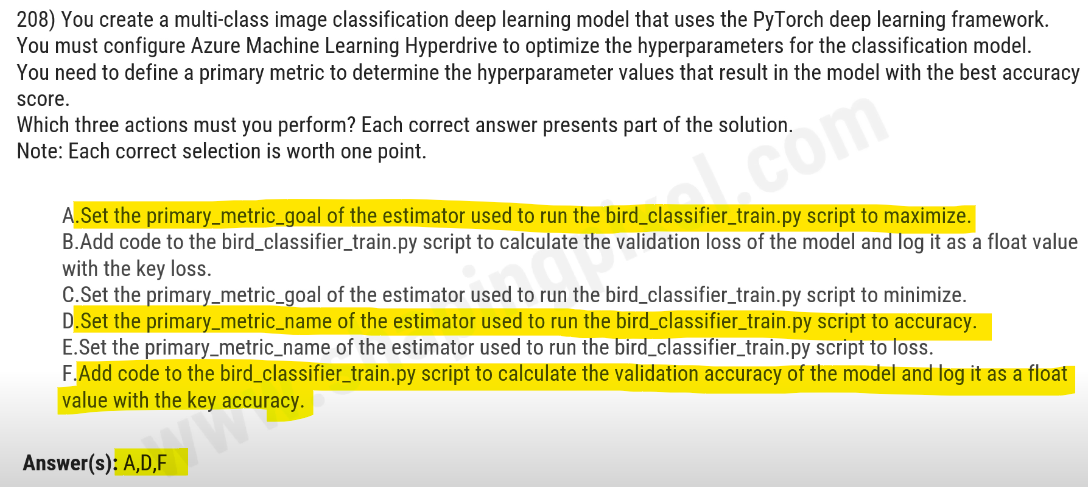 208) You create a multi-class image classification deep learning model that uses the PyTorch deep learning framework.
You must configure Azure Machine Learning Hyperdrive to optimize the hyperparameters for the classification model.
You need to define a primary metric to determine the hyperparameter values that result in the model with the best accuracy
score.
Which three actions must you perform? Each correct answer presents part of the solution.
Note: Each correct selection is worth one point.
A.Set the primary_metric_goal of the estimator used to run the bird_classifier_train.py script to maximize.
B.Add code to the bird_classifier_train.py script to calculate the validation loss of the model and log it as a float value
with the key loss.
C.Set the primary_metric_goal of the estimator used to run the bird_classifier_train.py script to minimize.
D.Set the primary_metric_name of the estimator used to run the bird_classifier_train.py script to accuracy.
E.Set the primary_metric_name of the estimator used to run the bird_classifier_train.py script to loss.
F.Add code to the bird_classifier_train.py script to calculate the validation accuracy of the model and log it as a float
value with the key accuracy.
Answer(s): A,D,F